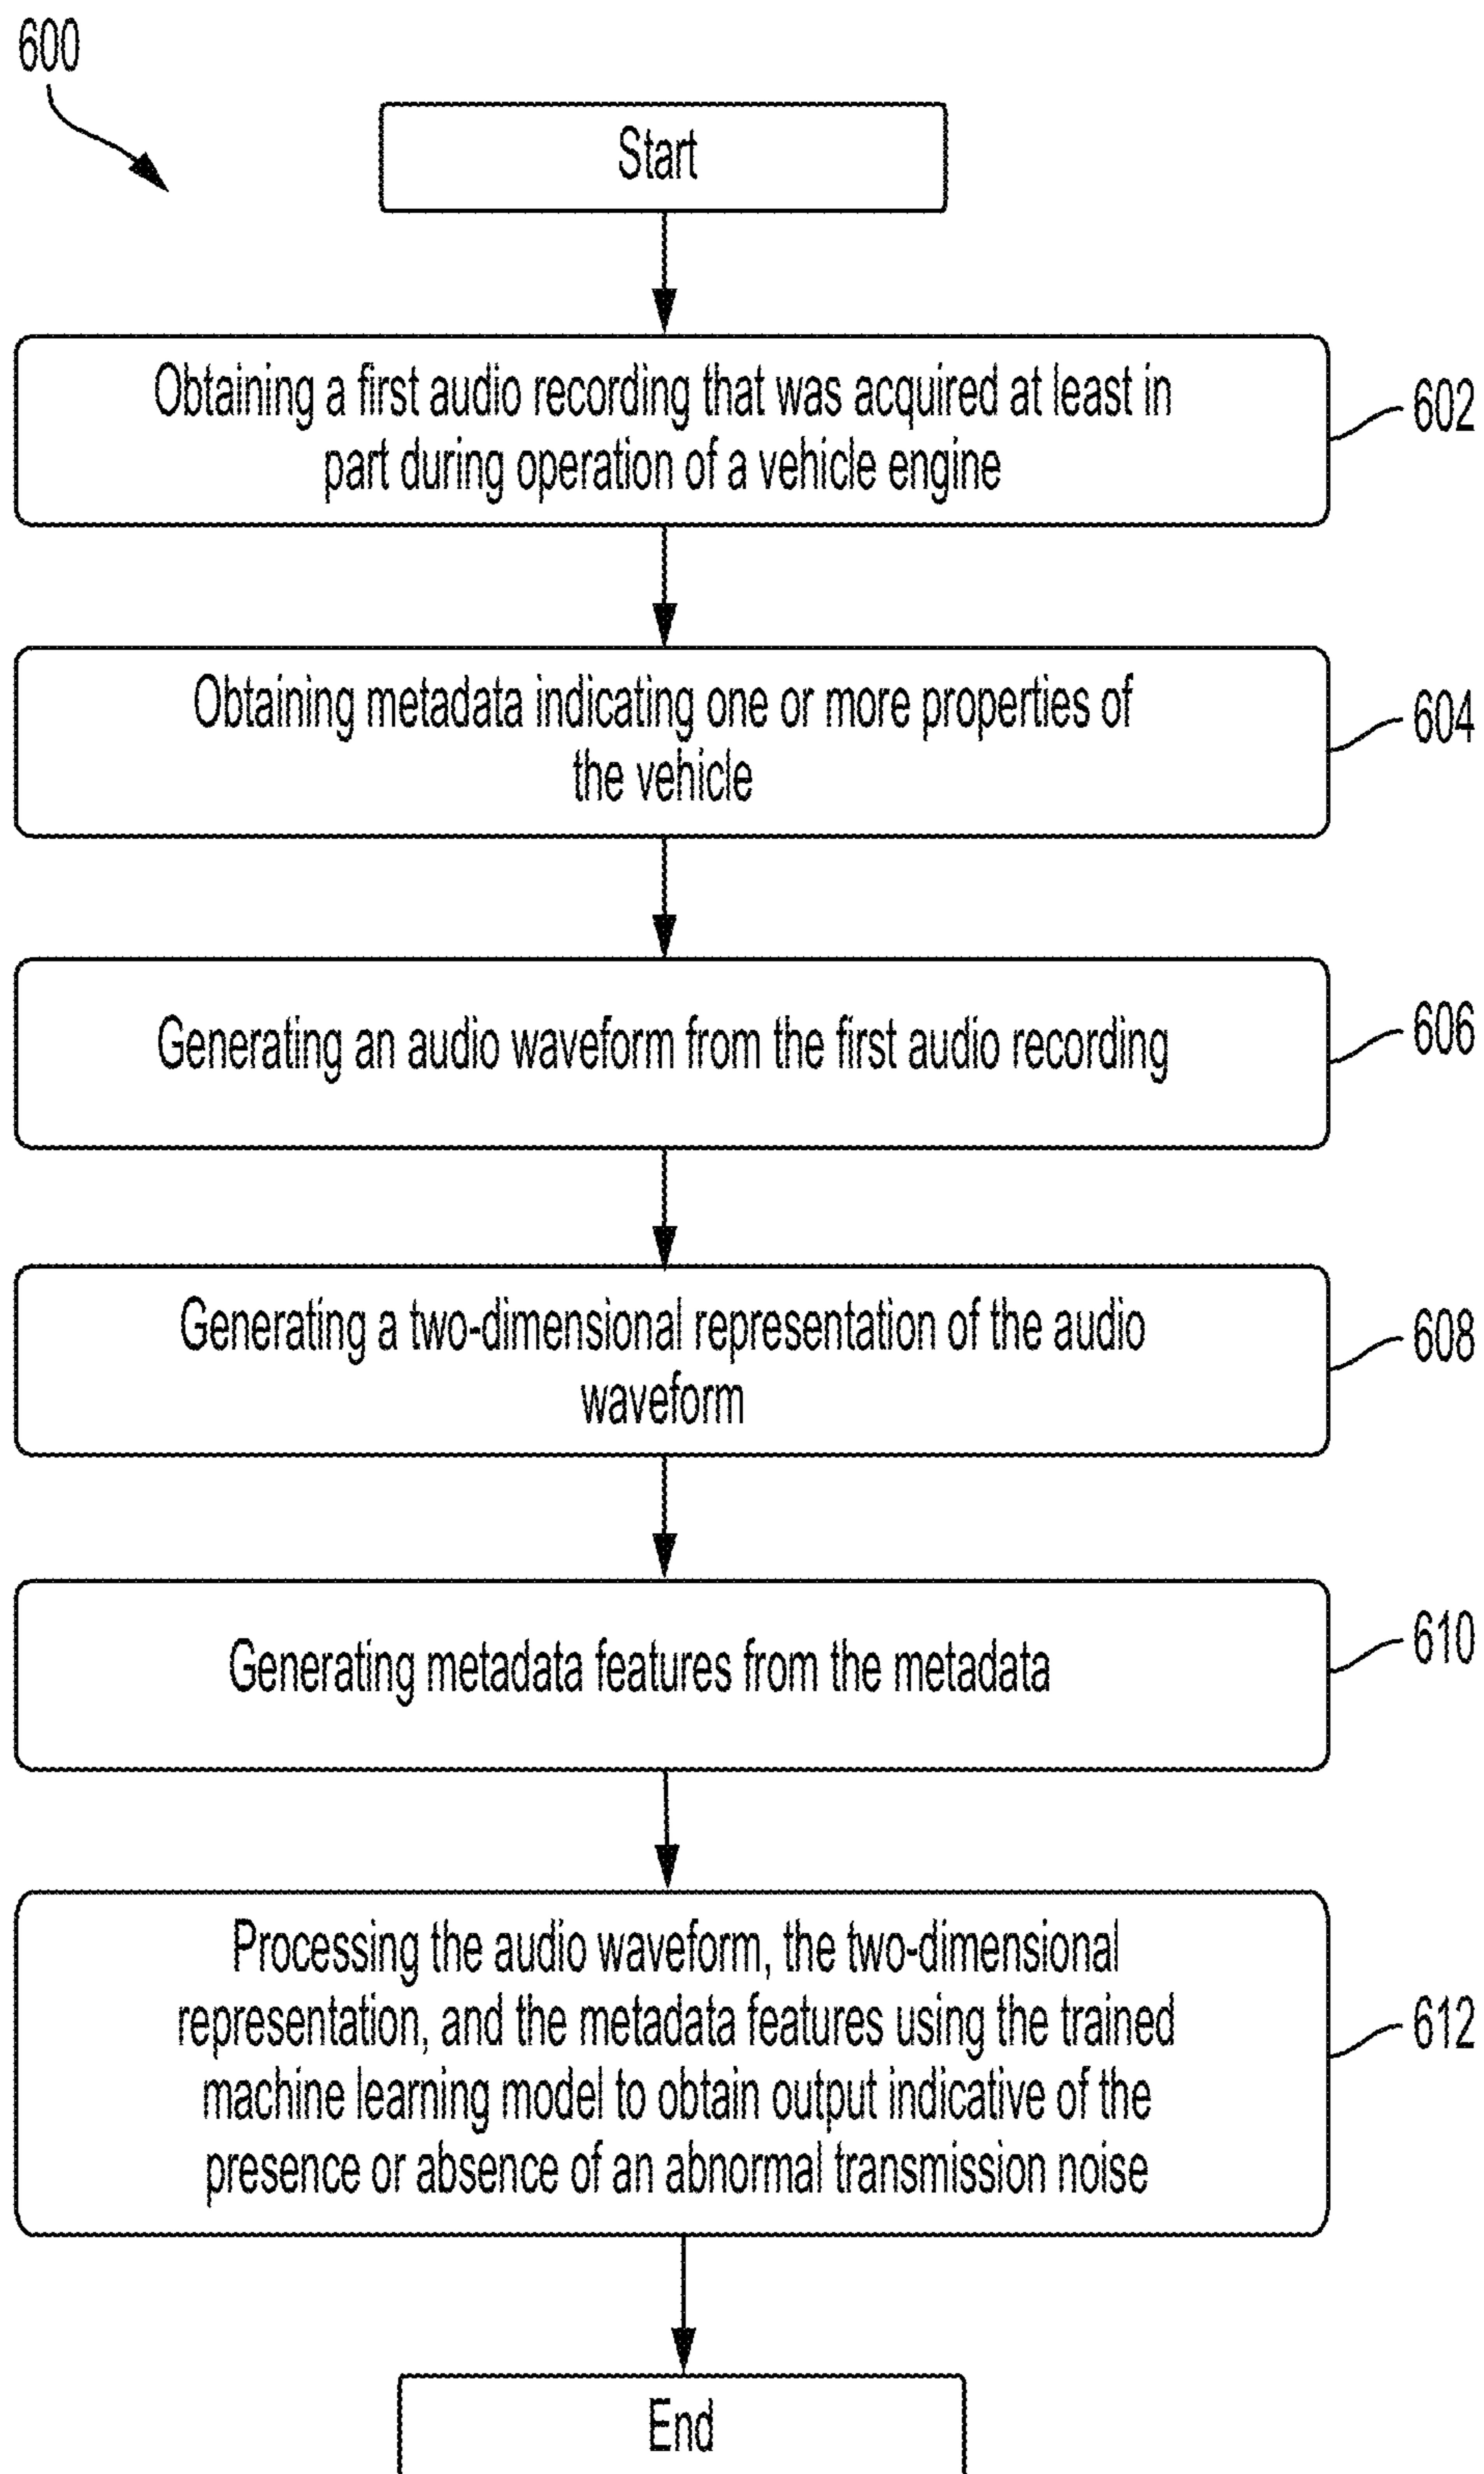 600
Start
Obtaining a first audio recording that was acquired at least in
part during operation of a vehicle engine
602
Obtaining metadata indicating one or more properties of
the vehicle
604
Generating an audio waveform from the first audio recording
606
Generating a two-dimensional representation of the audio
waveform
608
Generating metadata features from the metadata
610
Processing the audio waveform, the two-dimensional
representation, and the metadata features using the trained
machine learning model to obtain output indicative of the
presence or absence of an abnormal transmission noise
612
End